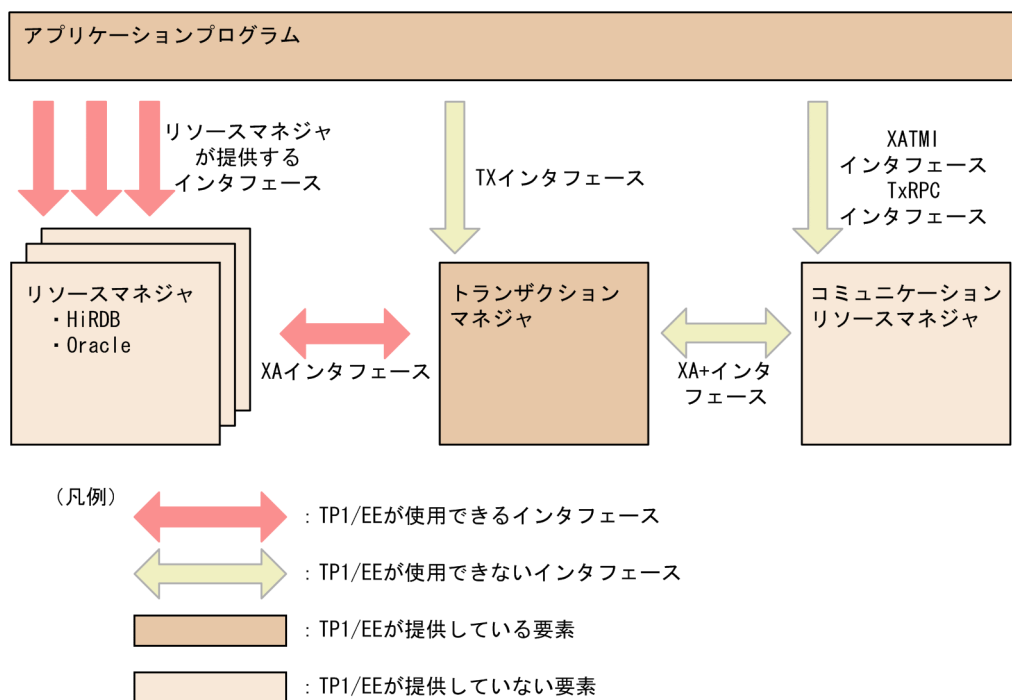 アプリケーションプログラム
リソースマネジャ
が提供する
インタフェース
TXインタフェース
XATMI
インタフェース
TxRPC
インタフェース
リソースマネジャ
・HiRDB
・Oracle
XAインタフェース
トランザクション
マネジャ
XA+インタ
フェース
コミュニケーション
リソースマネジャ
(凡例)
：TP1/EEが使用できるインタフェース
：TP1/EEが使用できないインタフェース
：TP1/EEが提供している要素
：TP1/EEが提供していない要素